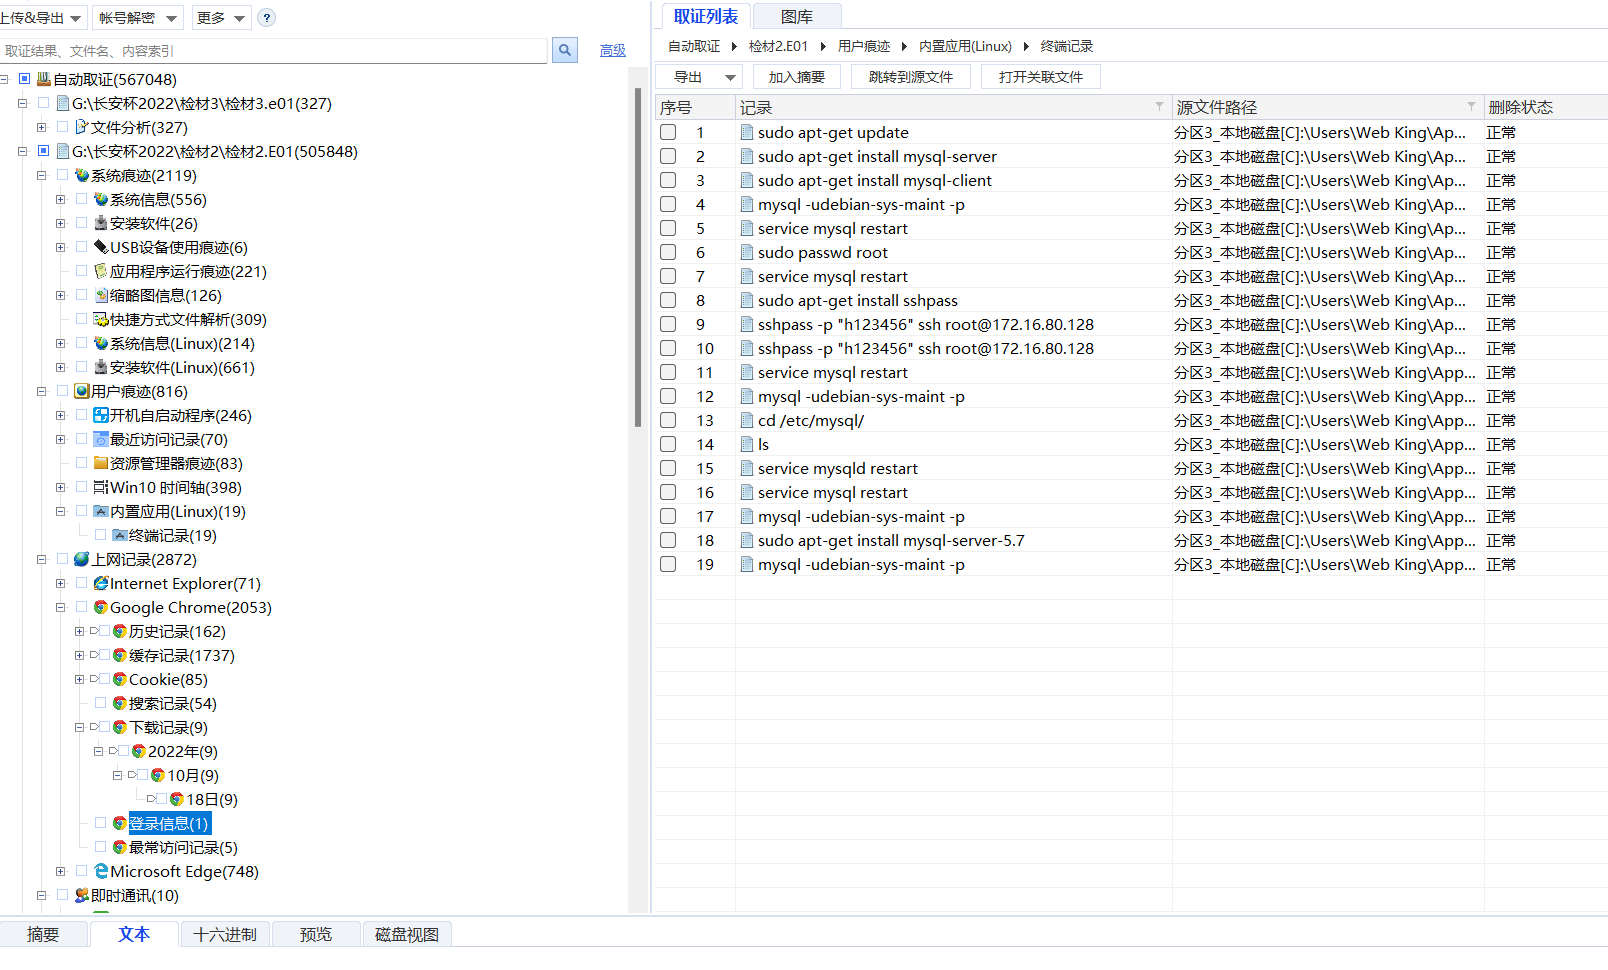 上传&导出 帐号解密 更多 ?
取证结果、文件名、内容索引 高级
自动取证(567048)
G:\长安杯2022\检材3\检材3.e01(327)
文件分析(327)
G:\长安杯2022\检材2\检材2.E01(505848)
系统痕迹(2119)
系统信息(556)
安装软件(26)
USB设备使用痕迹(6)
应用程序运行痕迹(221)
缩略图信息(126)
快捷方式文件解析(309)
系统信息(Linux)(214)
安装软件(Linux)(661)
用户痕迹(816)
开机自启动程序(246)
最近访问记录(70)
资源管理器痕迹(83)
Win10 时间轴(398)
内置应用(Linux)(19)
终端记录(19)
上网记录(2872)
Internet Explorer(71)
Google Chrome(2053)
历史记录(162)
缓存记录(1737)
Cookie(85)
搜索记录(54)
下载记录(9)
2022年(9)
10月(9)
18日(9)
登录信息(1)
最常访问记录(5)
Microsoft Edge(748)
即时通讯(10)
取证列表 图库
自动取证 检材2.E01 用户痕迹 内置应用(Linux) 终端记录
导出 加入摘要 跳转到源文件 打开关联文件
序号 记录 源文件路径 删除状态
1 sudo apt-get update 分区3_本地磁盘[C]:\Users\Web King\Ap... 正常
2 sudo apt-get install mysql-server 分区3_本地磁盘[C]:\Users\Web King\Ap... 正常
3 sudo apt-get install mysql-client 分区3_本地磁盘[C]:\Users\Web King\Ap... 正常
4 mysql -udebian-sys-maint -p 分区3_本地磁盘[C]:\Users\Web King\Ap... 正常
5 service mysql restart 分区3_本地磁盘[C]:\Users\Web King\Ap... 正常
6 sudo passwd root 分区3_本地磁盘[C]:\Users\Web King\Ap... 正常
7 service mysql restart 分区3_本地磁盘[C]:\Users\Web King\Ap... 正常
8 sudo apt-get install sshpass 分区3_本地磁盘[C]:\Users\Web King\Ap... 正常
9 sshpass -p "h123456" ssh root@172.16.80.128 分区3_本地磁盘[C]:\Users\Web King\Ap... 正常
10 sshpass -p "h123456" ssh root@172.16.80.128 分区3_本地磁盘[C]:\Users\Web King\App... 正常
11 service mysql restart 分区3_本地磁盘[C]:\Users\Web King\App... 正常
12 mysql -udebian-sys-maint -p 分区3_本地磁盘[C]:\Users\Web King\App... 正常
13 cd /etc/mysql/ 分区3_本地磁盘[C]:\Users\Web King\App... 正常
14 ls 分区3_本地磁盘[C]:\Users\Web King\App... 正常
15 service mysqld restart 分区3_本地磁盘[C]:\Users\Web King\App... 正常
16 service mysql restart 分区3_本地磁盘[C]:\Users\Web King\App... 正常
17 mysql -udebian-sys-maint -p 分区3_本地磁盘[C]:\Users\Web King\App... 正常
18 sudo apt-get install mysql-server-5.7 分区3_本地磁盘[C]:\Users\Web King\App... 正常
19 mysql -udebian-sys-maint -p 分区3_本地磁盘[C]:\Users\Web King\App... 正常
摘要 文本 十六进制 预览 磁盘视图